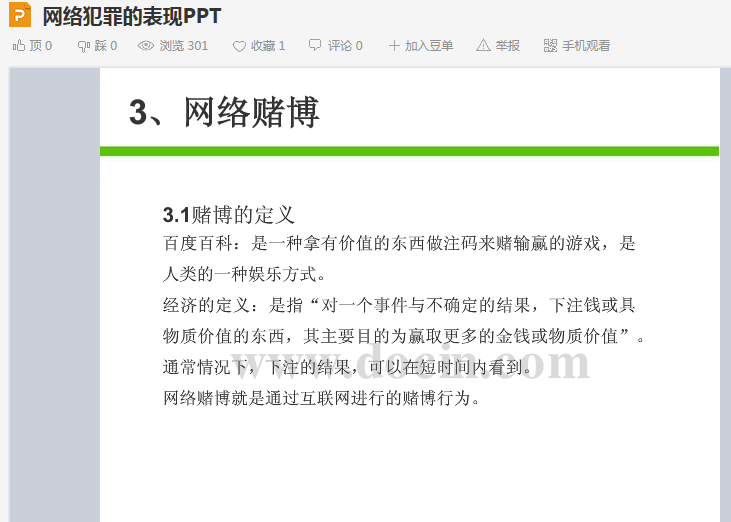 网络犯罪的表现PPT
顶 0 踩 0 浏览 301 收藏 1 评论 0 加入豆单 举报 手机观看
3、网络赌博
3.1赌博的定义
百度百科：是一种拿有价值的东西做注码来赌输赢的游戏，是
人类的一种娱乐方式。
经济的定义：是指“对一个事件与不确定的结果，下注钱或具
物质价值的东西，其主要目的为赢取更多的金钱或物质价值”。
通常情况下，下注的结果，可以在短时间内看到。
www.docin.com
网络赌博就是通过互联网进行的赌博行为。